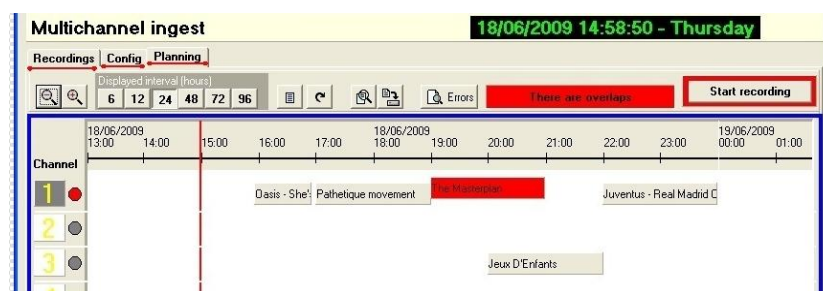 Multichannel ingest
18/06/2009 14:58:50 - Thursday
Recordings Config Planning
Displayed interval (hours)
6 12 24 48 72 96 Errors There are overlaps Start recording
18/06/2009 18/06/2009 19/06/2009
13:00 14:00 15:00 16:00 17:00 18:00 19:00 20:00 21:00 22:00 23:00 00:00 01:00
Channel
1 Oasis - She's Pathetique movement The Masterplan Juventus - Real Madrid C
2
3 Jeux D'Enfants